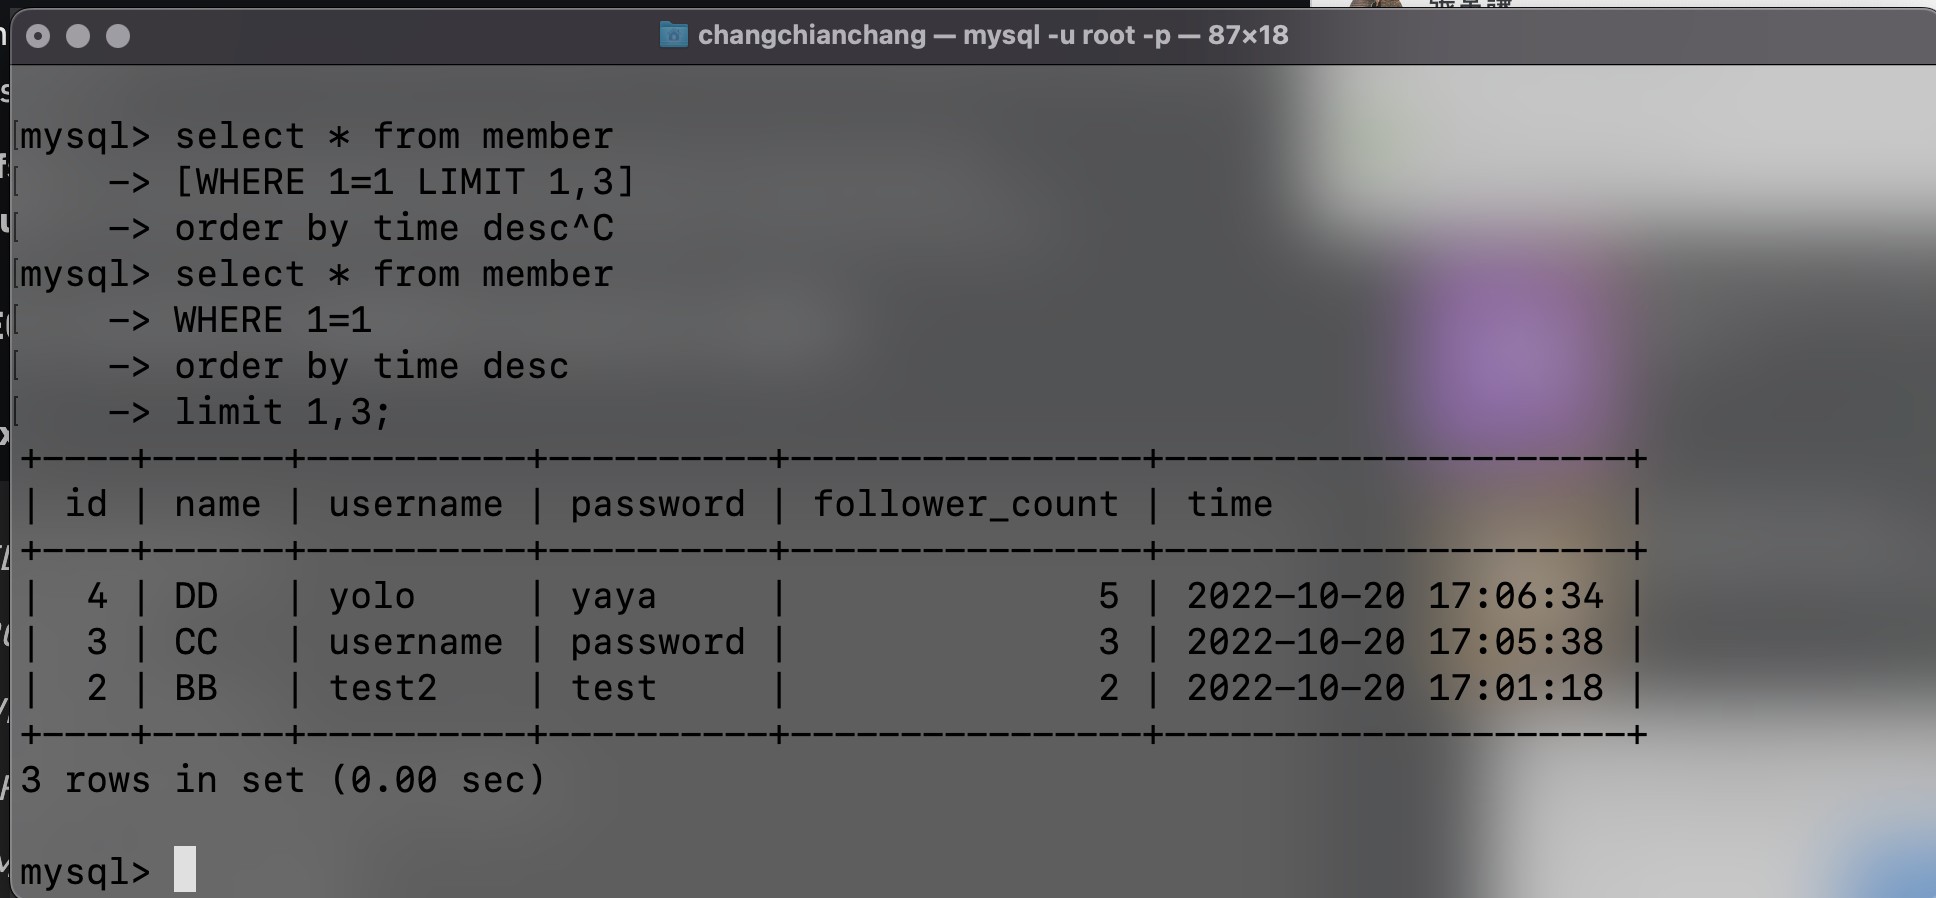 changchianchang — mysql -u root -p — 87×18
mysql> select * from member
    -> [WHERE 1=1 LIMIT 1,3]
    -> order by time desc^C
mysql> select * from member
    -> WHERE 1=1
    -> order by time desc
    -> limit 1,3;
+----+------+----------+----------+----------------+---------------------+
| id | name | username | password | follower_count | time                |
+----+------+----------+----------+----------------+---------------------+
|  4 | DD   | yolo     | yaya     |              5 | 2022-10-20 17:06:34 |
|  3 | CC   | username | password |              3 | 2022-10-20 17:05:38 |
|  2 | BB   | test2    | test     |              2 | 2022-10-20 17:01:18 |
+----+------+----------+----------+----------------+---------------------+
3 rows in set (0.00 sec)
mysql>